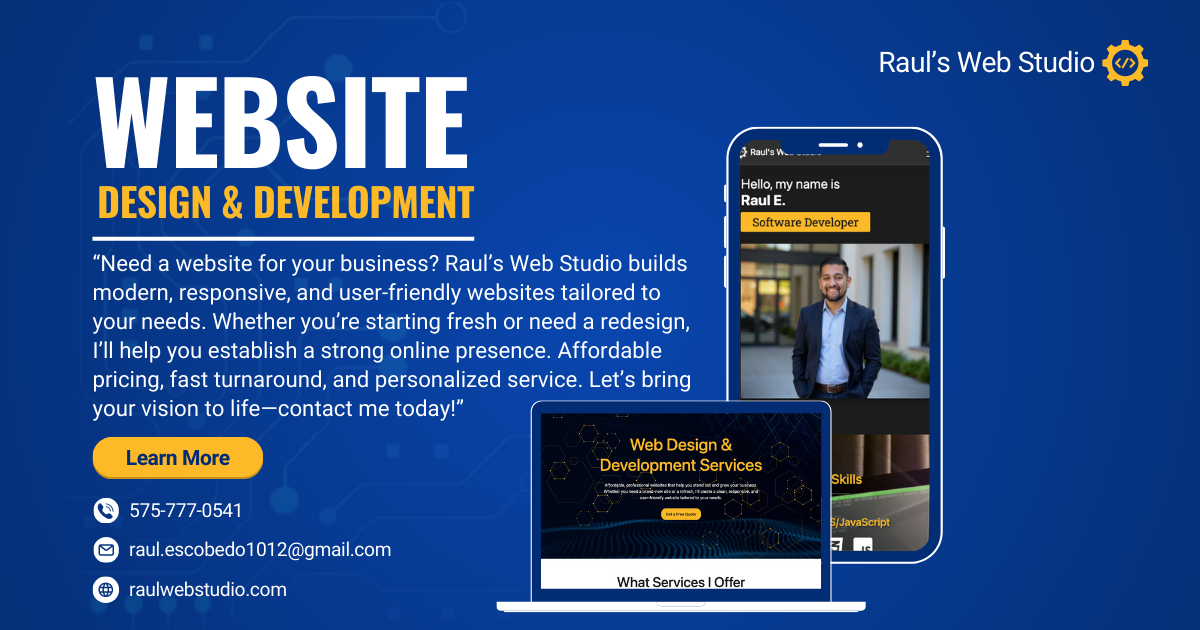 Raul’s Web Studio
WEBSITE
DESIGN & DEVELOPMENT
“Need a website for your business? Raul’s Web Studio builds
modern, responsive, and user-friendly websites tailored to
your needs. Whether you’re starting fresh or need a redesign,
I’ll help you establish a strong online presence. Affordable
pricing, fast turnaround, and personalized service. Let’s bring
your vision to life—contact me today!”
Learn More
575-777-0541
raul.escobedo1012@gmail.com
raulwebstudio.com
Raul's
Hello, my name is
Raul E.
Software Developer
Skills
S/JavaScript
JS
Web Design &
Development Services
Affordable, professional websites that help you stand out and grow your business.
Whether you need a brand-new site or a refresh, I'll create a clean, responsive, and
user-friendly website tailored to your needs.
Get a Free Quote
What Services I Offer